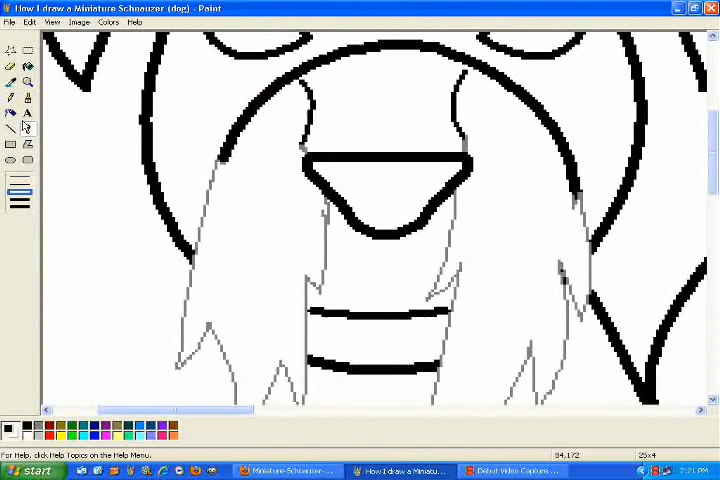 How I draw a Miniature Schnauzer (dog) - Paint
File Edit View Image Colors Help
A
For Help, click Help Topics on the Help Menu.
84,172
25x4
start
Miniature-Schnauzer-...
How I draw a Miniatu...
Debut Video Capture ...
2:21 PM